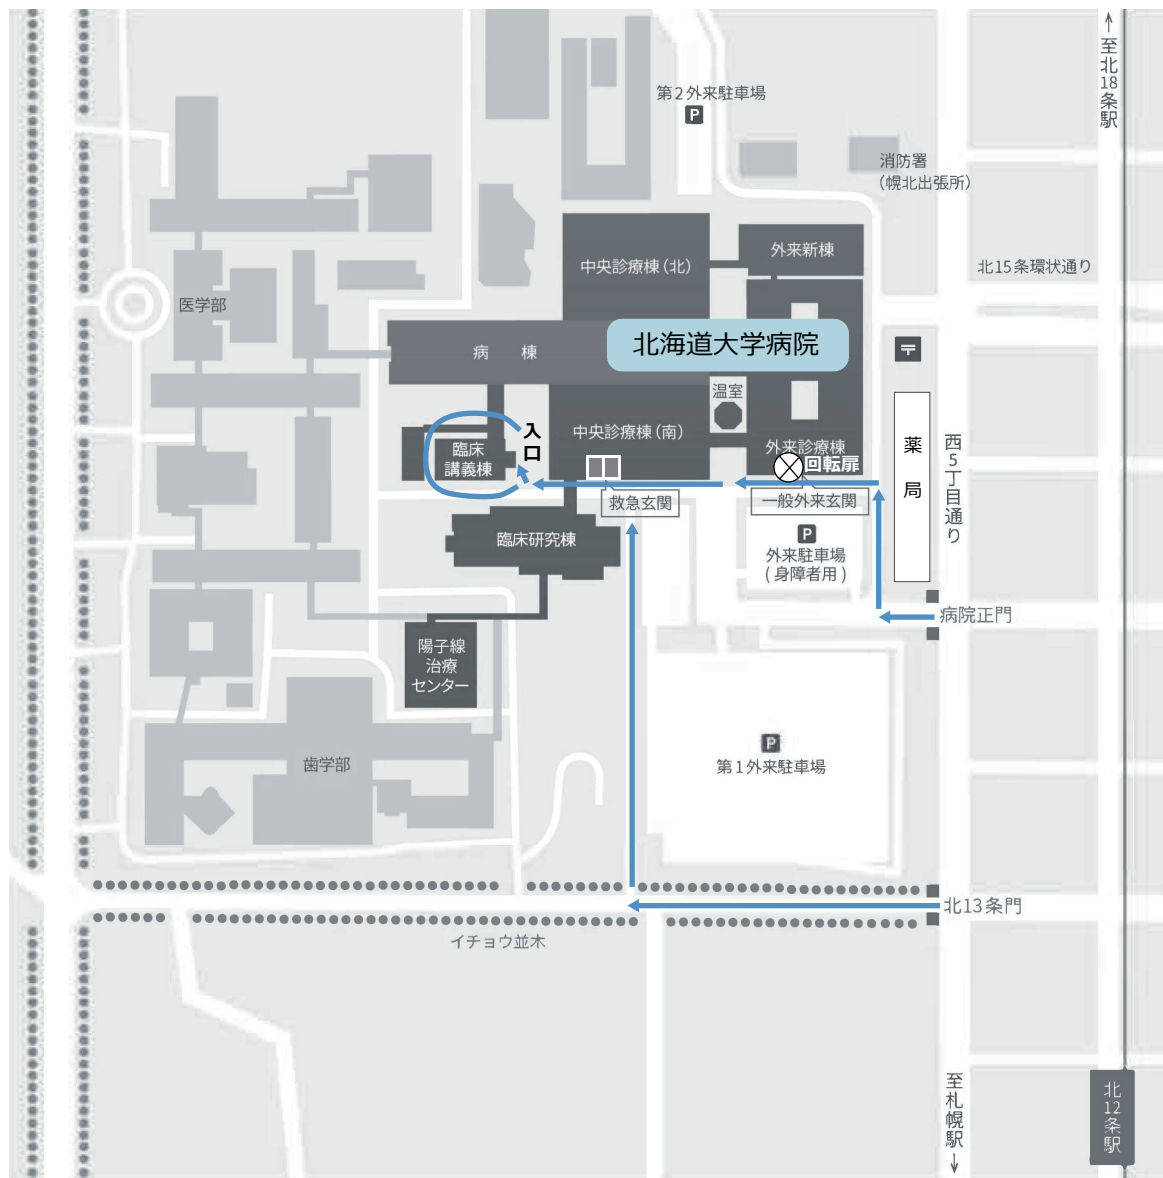 ↑至北18条駅
第2外来駐車場
P
消防署
（幌北出張所）
外来新棟
中央診療棟（北）
北15条環状通り
医学部
北海道大学病院
病 棟
〒
温室
薬局
入口
中央診療棟（南）
外来診療棟
臨床
講義棟
回転扉
西5丁目通り
救急玄関
一般外来玄関
P
臨床研究棟
外来駐車場
(身障者用)
病院正門
陽子線
治療
センター
P
歯学部
第1外来駐車場
北13条門
イチョウ並木
至札幌駅↓
北12条駅